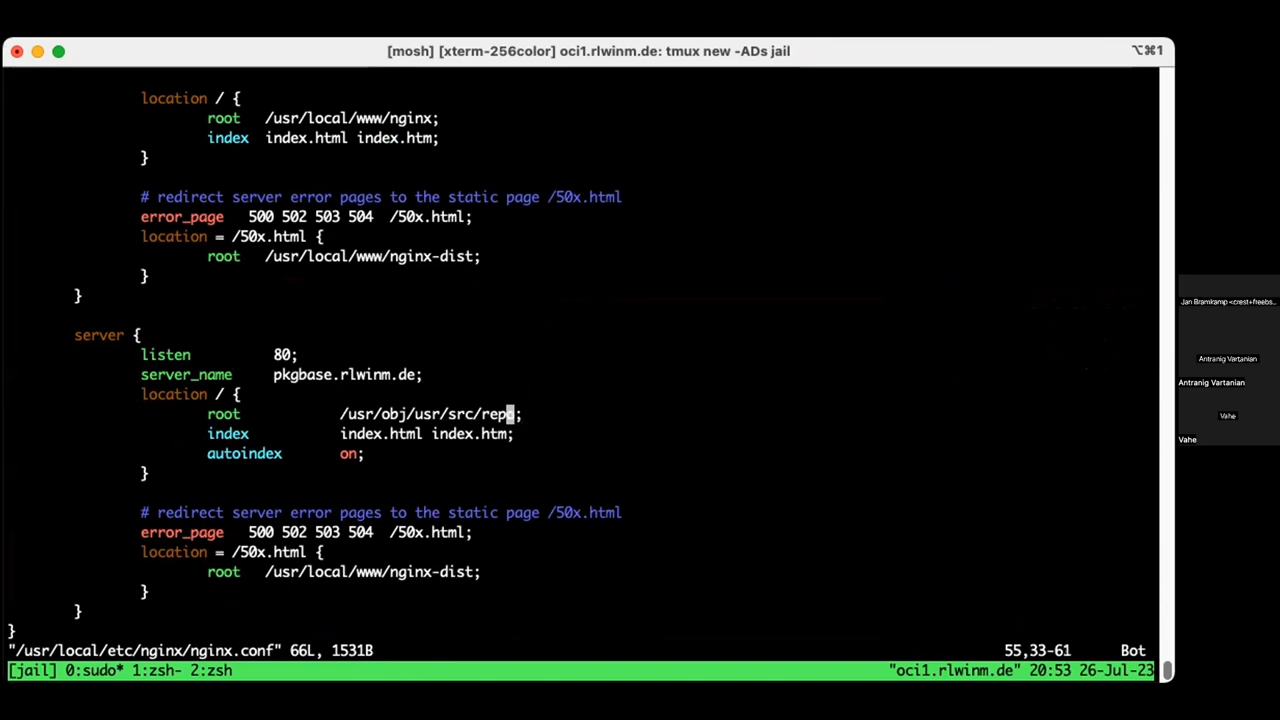 [mosh] [xterm-256color] oci1.rlwinm.de: tmux new -ADs jail
⌥⌘1
location / {
root /usr/local/www/nginx;
index index.html index.htm;
}
# redirect server error pages to the static page /50x.html
error_page 500 502 503 504 /50x.html;
location = /50x.html {
root /usr/local/www/nginx-dist;
}
}
server {
listen 80;
server_name pkgbase.rlwinm.de;
location / {
root /usr/obj/usr/src/repo;
index index.html index.htm;
autoindex on;
}
# redirect server error pages to the static page /50x.html
error_page 500 502 503 504 /50x.html;
location = /50x.html {
root /usr/local/www/nginx-dist;
}
}
}
"/usr/local/etc/nginx/nginx.conf" 66L, 1531B 55,33-61 Bot
[jail] 0:sudo* 1:zsh- 2:zsh "oci1.rlwinm.de" 20:53 26-Jul-23
Jan Bramkamp <crest+freebs...
Antranig Vartanian
Antranig Vartanian
Vahe
Vahe